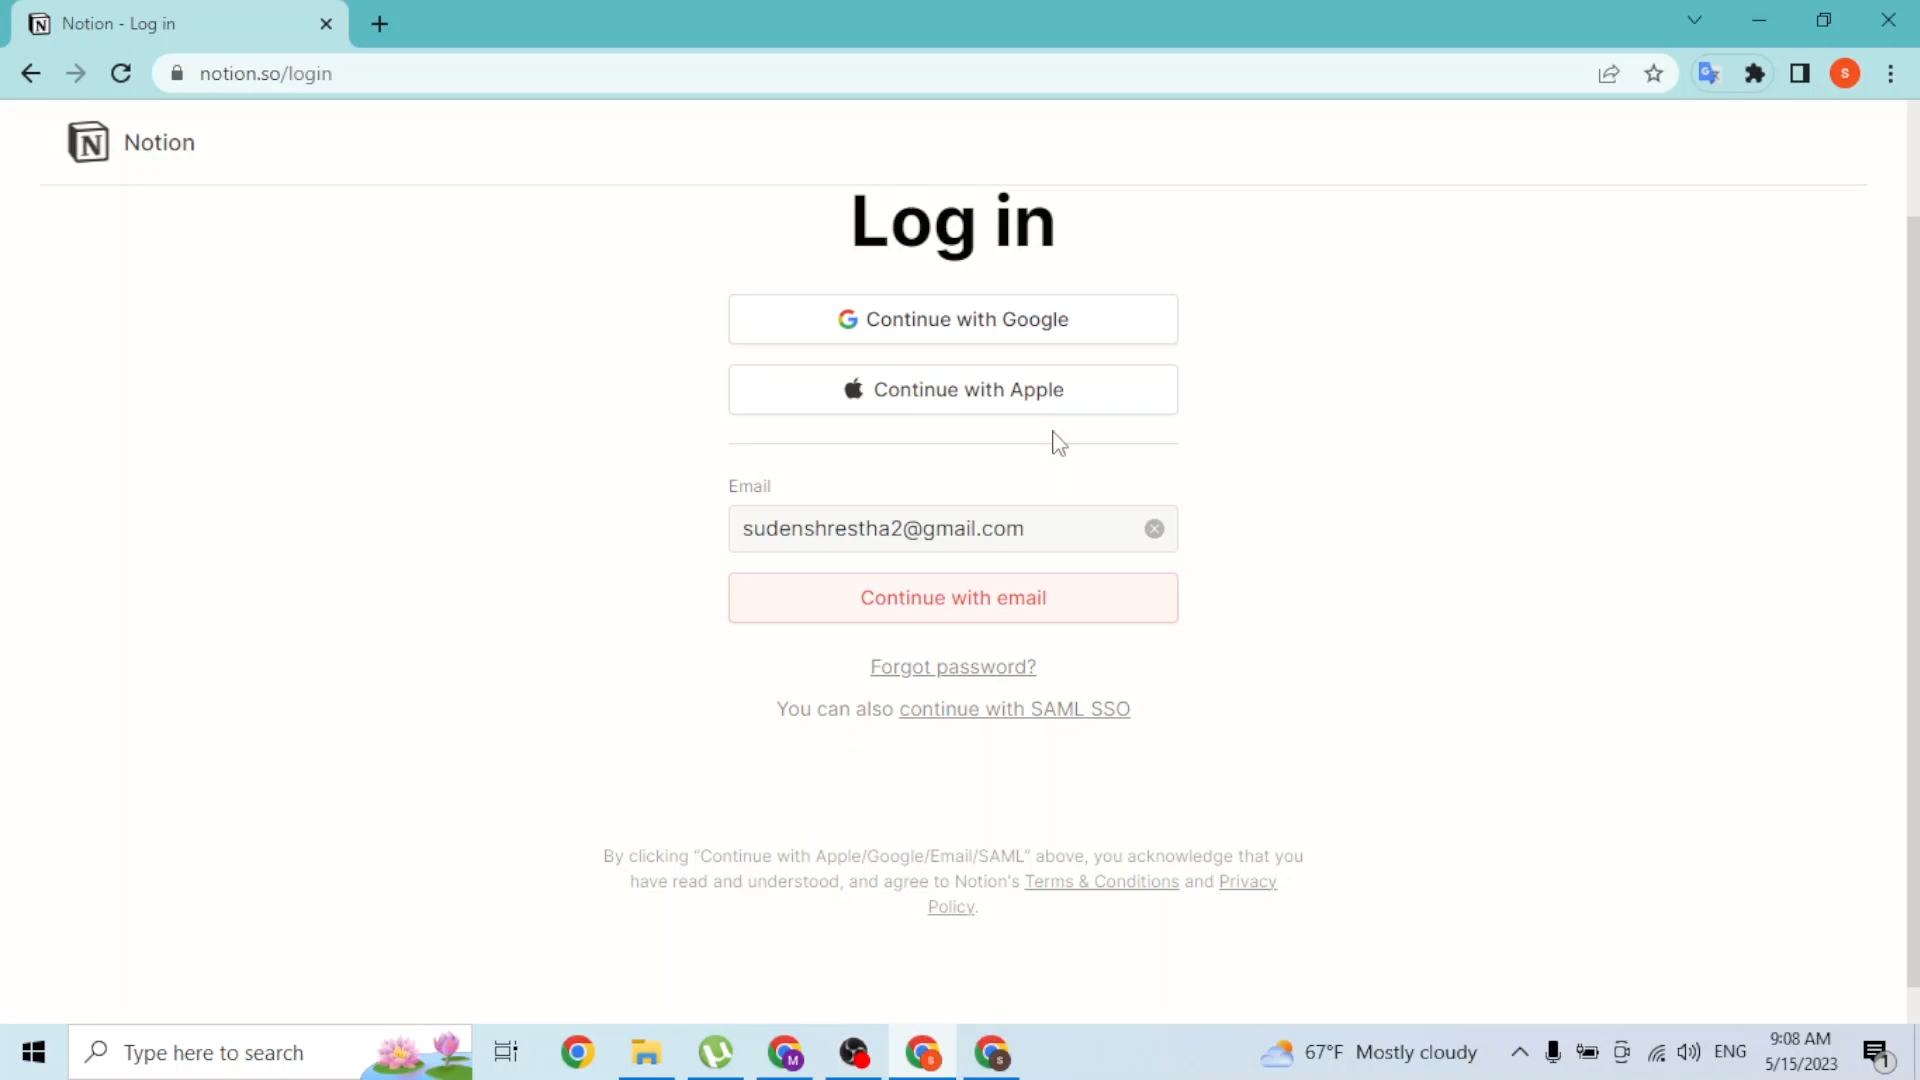 Notion - Log in
notion.so/login
S
Notion
Log in
Continue with Google
Continue with Apple
Email
sudenshrestha2@gmail.com
Continue with email
Forgot password?
You can also continue with SAML SSO
By clicking “Continue with Apple/Google/Email/SAML” above, you acknowledge that you
have read and understood, and agree to Notion's Terms & Conditions and Privacy
Policy.
Type here to search
M
S
S
67°F Mostly cloudy
ENG
9:08 AM
5/15/2023
1